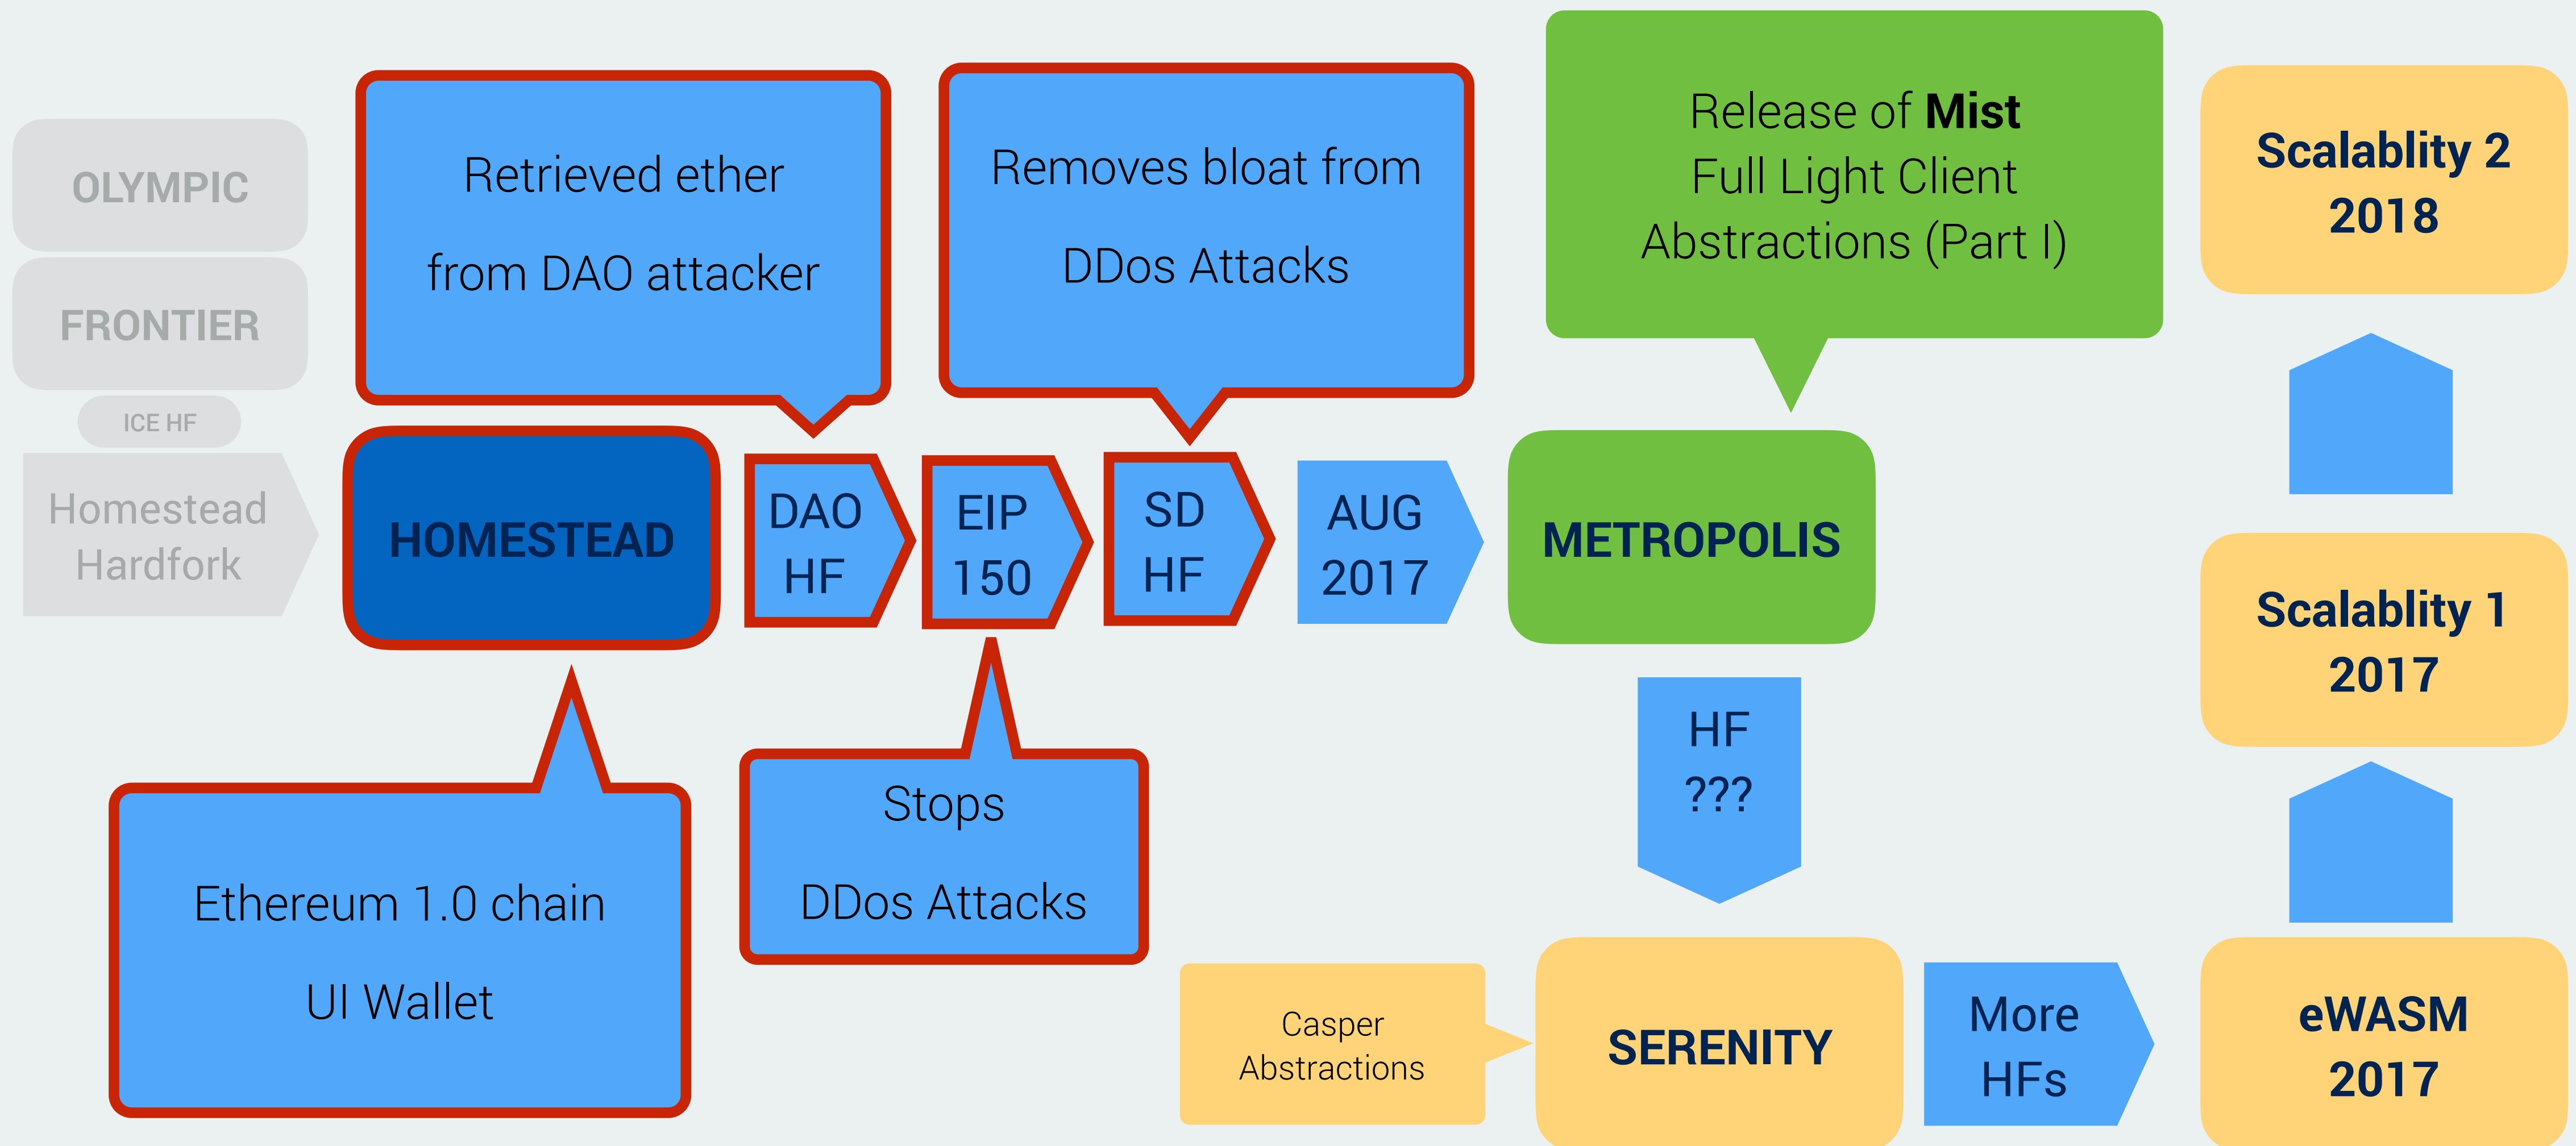 OLYMPIC
FRONTIER
ICE HF
Homestead
Hardfork
Retrieved ether
from DAO attacker
HOMESTEAD
Ethereum 1.0 chain
UI Wallet
DAO
HF
EIP
150
Stops
DDos Attacks
Removes bloat from
DDos Attacks
SD
HF
AUG
2017
Release of Mist
Full Light Client
Abstractions (Part I)
METROPOLIS
HF
???
Casper
Abstractions
SERENITY
More
HFs
eWASM
2017
Scalablity 1
2017
Scalablity 2
2018